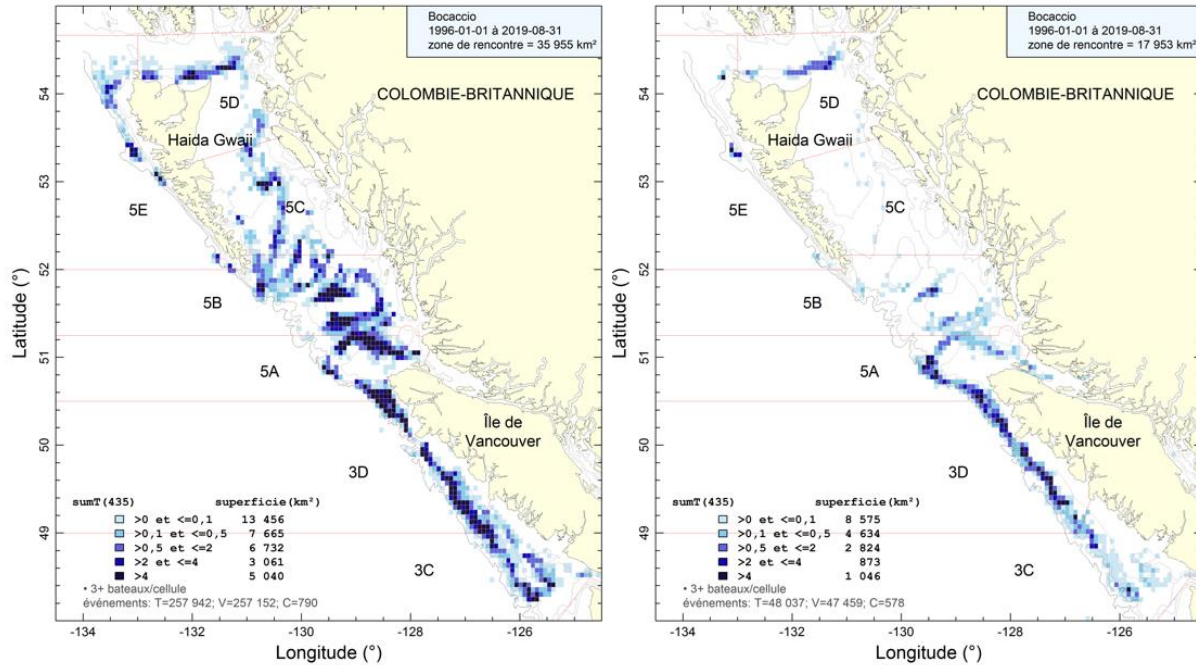 Bocaccio
1996-01-01 à 2019-08-31
zone de rencontre = 35 955 km²
COLOMBIE-BRITANNIQUE
5D
Haida Gwaii
5E
5C
5B
5A
Île de
Vancouver
3D
3C
sumT(435) superficie(km²)
>0 et <=0,1 13 456
>0,1 et <=0,5 7 665
>0,5 et <=2 6 732
>2 et <=4 3 061
>4 5 040
• 3+ bateaux/cellule
événements: T=257 942; V=257 152; C=790
54
53
52
51
50
49
Latitude (°)
-134 -132 -130 -128 -126
Longitude (°)
Bocaccio
1996-01-01 à 2019-08-31
zone de rencontre = 17 953 km²
COLOMBIE-BRITANNIQUE
5D
Haida Gwaii
5E
5C
5B
5A
Île de
Vancouver
3D
3C
sumT(435) superficie(km²)
>0 et <=0,1 8 575
>0,1 et <=0,5 4 634
>0,5 et <=2 2 824
>2 et <=4 873
>4 1 046
• 3+ bateaux/cellule
événements: T=48 037; V=47 459; C=578
54
53
52
51
50
49
Latitude (°)
-134 -132 -130 -128 -126
Longitude (°)